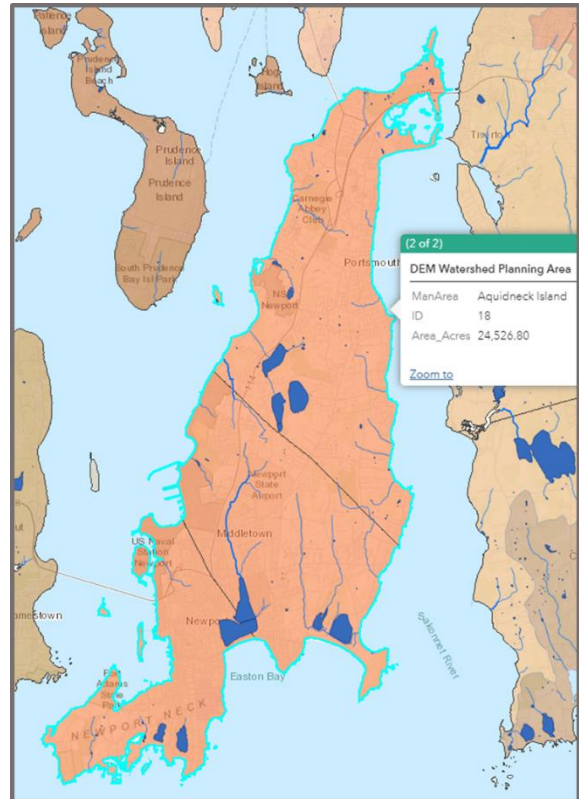 Patience
Island
Prudence
Island
Beach
Hog
Island
Tiverton
Prudence
Island
Prudence
Island
South Prudence
Bay Isl Park
Carnegie
Abbey
Club
Portsmouth
NS
Newport
(2 of 2)
DEM Watershed Planning Area
ManArea Aquidneck Island
ID 18
Area_Acres 24,526.80
Zoom to
114
Newport
State
Airport
Middletown
US Naval
Station
Newport
Newport
amestown
Easton Bay
Sakonnet River
Fort
Adams
State
Park
NEWPORT NECK